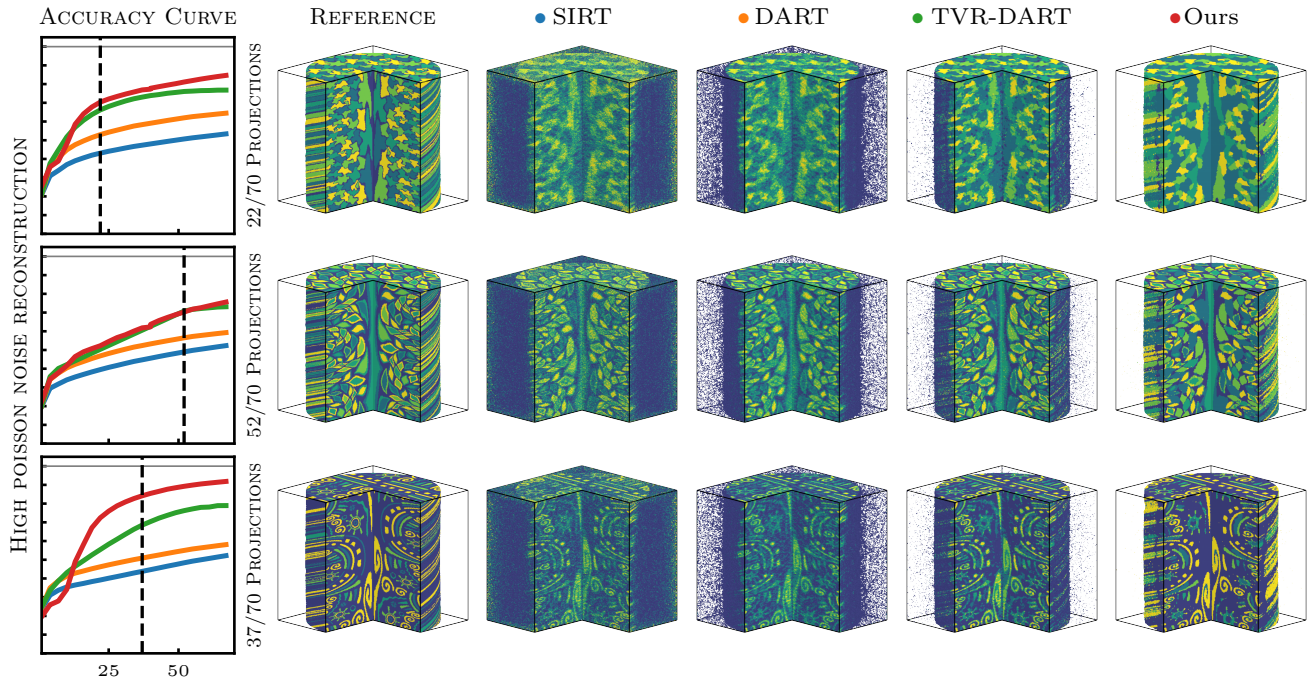 Accuracy Curve
Reference
SIRT
DART
TVR-DART
Ours
High poisson noise reconstruction
22/70 Projections
52/70 Projections
37/70 Projections
25 50